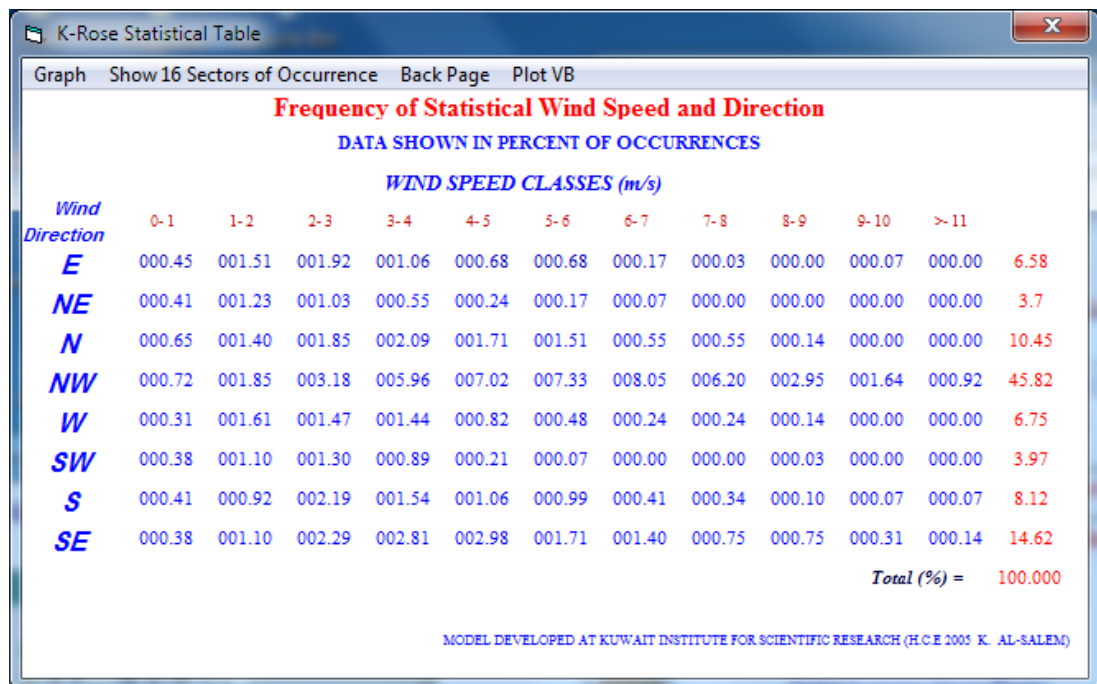 K-Rose Statistical Table
Graph Show 16 Sectors of Occurrence Back Page Plot VB
Frequency of Statistical Wind Speed and Direction
DATA SHOWN IN PERCENT OF OCCURRENCES
WIND SPEED CLASSES (m/s)
Wind Direction 0- 1 1- 2 2- 3 3- 4 4- 5 5- 6 6- 7 7- 8 8- 9 9- 10 >- 11
E 000.45 001.51 001.92 001.06 000.68 000.68 000.17 000.03 000.00 000.07 000.00 6.58
NE 000.41 001.23 001.03 000.55 000.24 000.17 000.07 000.00 000.00 000.00 000.00 3.7
N 000.65 001.40 001.85 002.09 001.71 001.51 000.55 000.55 000.14 000.00 000.00 10.45
NW 000.72 001.85 003.18 005.96 007.02 007.33 008.05 006.20 002.95 001.64 000.92 45.82
W 000.31 001.61 001.47 001.44 000.82 000.48 000.24 000.24 000.14 000.00 000.00 6.75
SW 000.38 001.10 001.30 000.89 000.21 000.07 000.00 000.00 000.03 000.00 000.00 3.97
S 000.41 000.92 002.19 001.54 001.06 000.99 000.41 000.34 000.10 000.07 000.07 8.12
SE 000.38 001.10 002.29 002.81 002.98 001.71 001.40 000.75 000.75 000.31 000.14 14.62
Total (%) = 100.000
MODEL DEVELOPED AT KUWAIT INSTITUTE FOR SCIENTIFIC RESEARCH (H.C.E 2005 K. AL-SALEM)